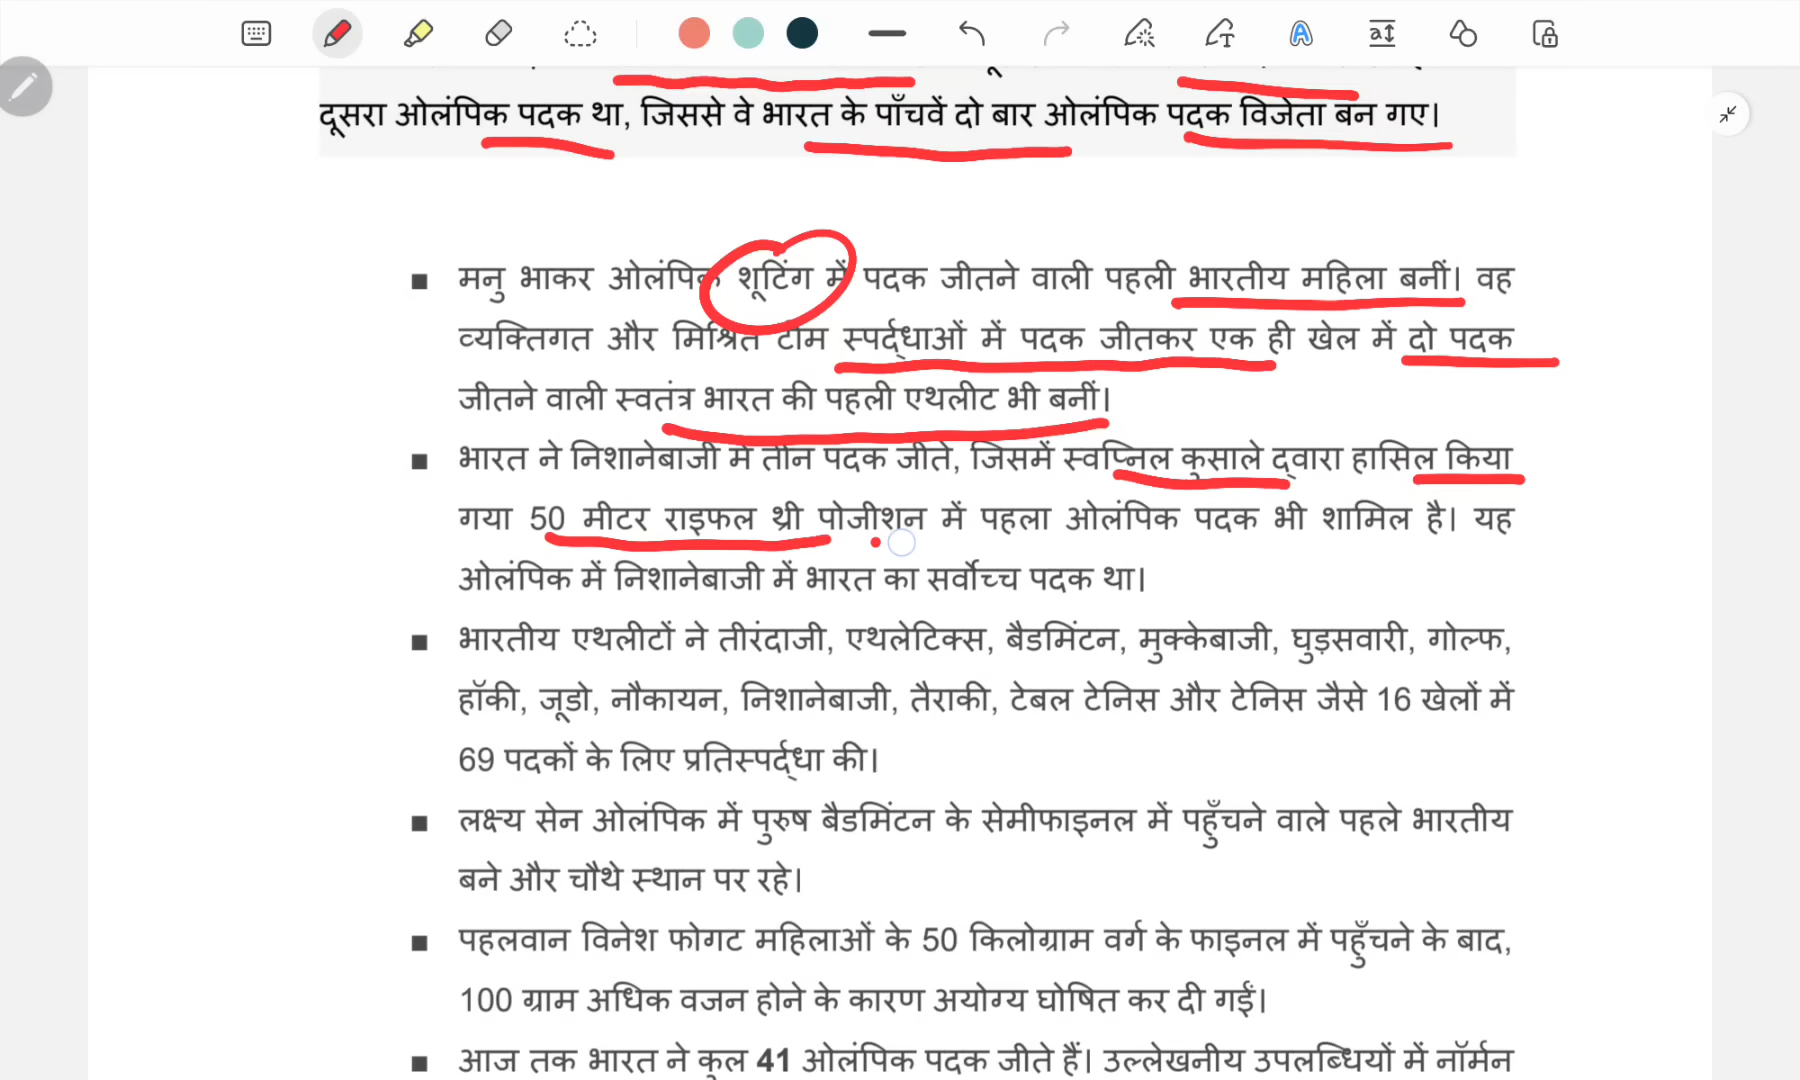 दूसरा ओलंपिक पदक था, जिससे वे भारत के पाँचवें दो बार ओलंपिक पदक विजेता बन गए।
■ मनु भाकर ओलंपिक शूटिंग में पदक जीतने वाली पहली भारतीय महिला बनीं। वह
व्यक्तिगत और मिश्रित टीम स्पर्द्धाओं में पदक जीतकर एक ही खेल में दो पदक
जीतने वाली स्वतंत्र भारत की पहली एथलीट भी बनीं।
■ भारत ने निशानेबाजी में तीन पदक जीते, जिसमें स्वप्निल कुसाले द्वारा हासिल किया
गया 50 मीटर राइफल थ्री पोजीशन में पहला ओलंपिक पदक भी शामिल है। यह
ओलंपिक में निशानेबाजी में भारत का सर्वोच्च पदक था।
■ भारतीय एथलीटों ने तीरंदाजी, एथलेटिक्स, बैडमिंटन, मुक्केबाजी, घुड़सवारी, गोल्फ,
हॉकी, जूडो, नौकायन, निशानेबाजी, तैराकी, टेबल टेनिस और टेनिस जैसे 16 खेलों में
69 पदकों के लिए प्रतिस्पर्द्धा की।
■ लक्ष्य सेन ओलंपिक में पुरुष बैडमिंटन के सेमीफाइनल में पहुँचने वाले पहले भारतीय
बने और चौथे स्थान पर रहे।
■ पहलवान विनेश फोगट महिलाओं के 50 किलोग्राम वर्ग के फाइनल में पहुँचने के बाद,
100 ग्राम अधिक वजन होने के कारण अयोग्य घोषित कर दी गईं।
■ आज तक भारत ने कुल 41 ओलंपिक पदक जीते हैं। उल्लेखनीय उपलब्धियों में नॉर्मन